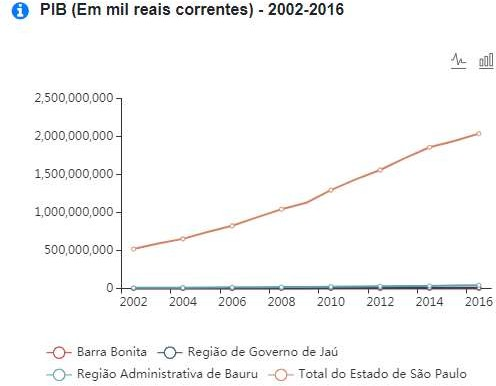 PIB (Em mil reais correntes) - 2002-2016
2,500,000,000
2,000,000,000
1,500,000,000
1,000,000,000
500,000,000
0
2002 2004 2006 2008 2010 2012 2014 2016
Barra Bonita Região de Governo de Jaú
Região Administrativa de Bauru Total do Estado de São Paulo